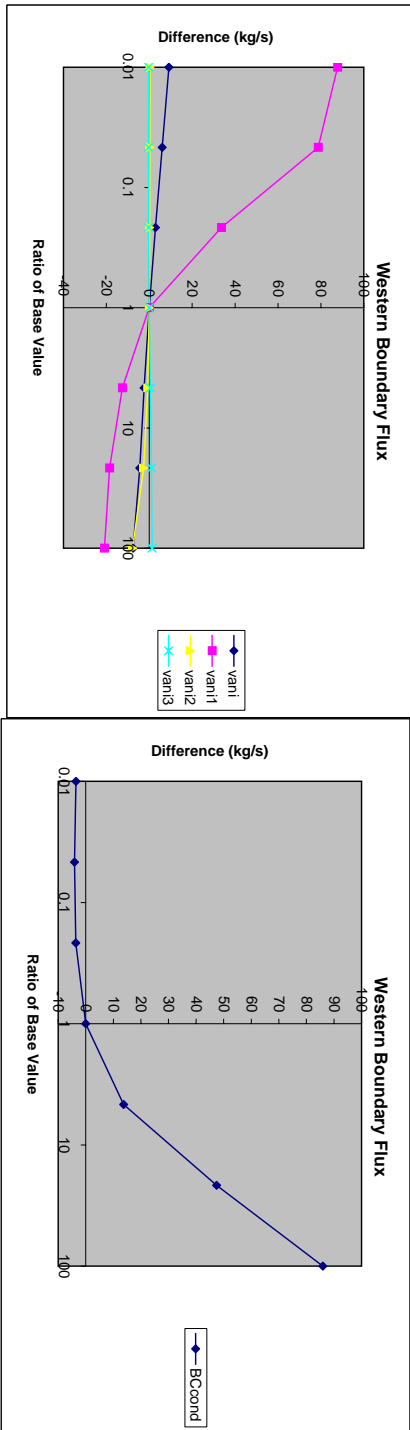 Western Boundary Flux
Difference (kg/s)
100
80
60
40
20
0
-20
-40
0.01
0.1
1
10
100
Ratio of Base Value
vani
vani1
vani2
vani3
Western Boundary Flux
Difference (kg/s)
100
90
80
70
60
50
40
30
20
10
0
-10
0.01
0.1
1
10
100
Ratio of Base Value
BCcond